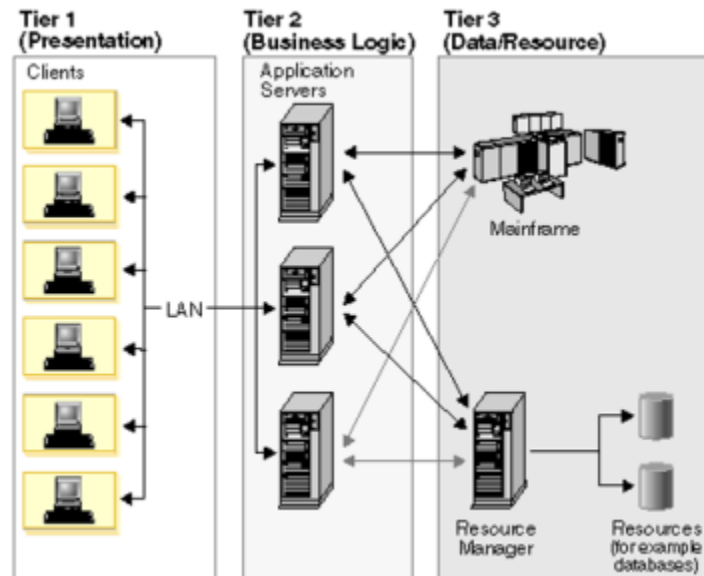 Tier 1
(Presentation)
Tier 2
(Business Logic)
Tier 3
(Data/Resource)
Clients
Application
Servers
Mainframe
LAN
Resource
Manager
Resources
(for example
databases)